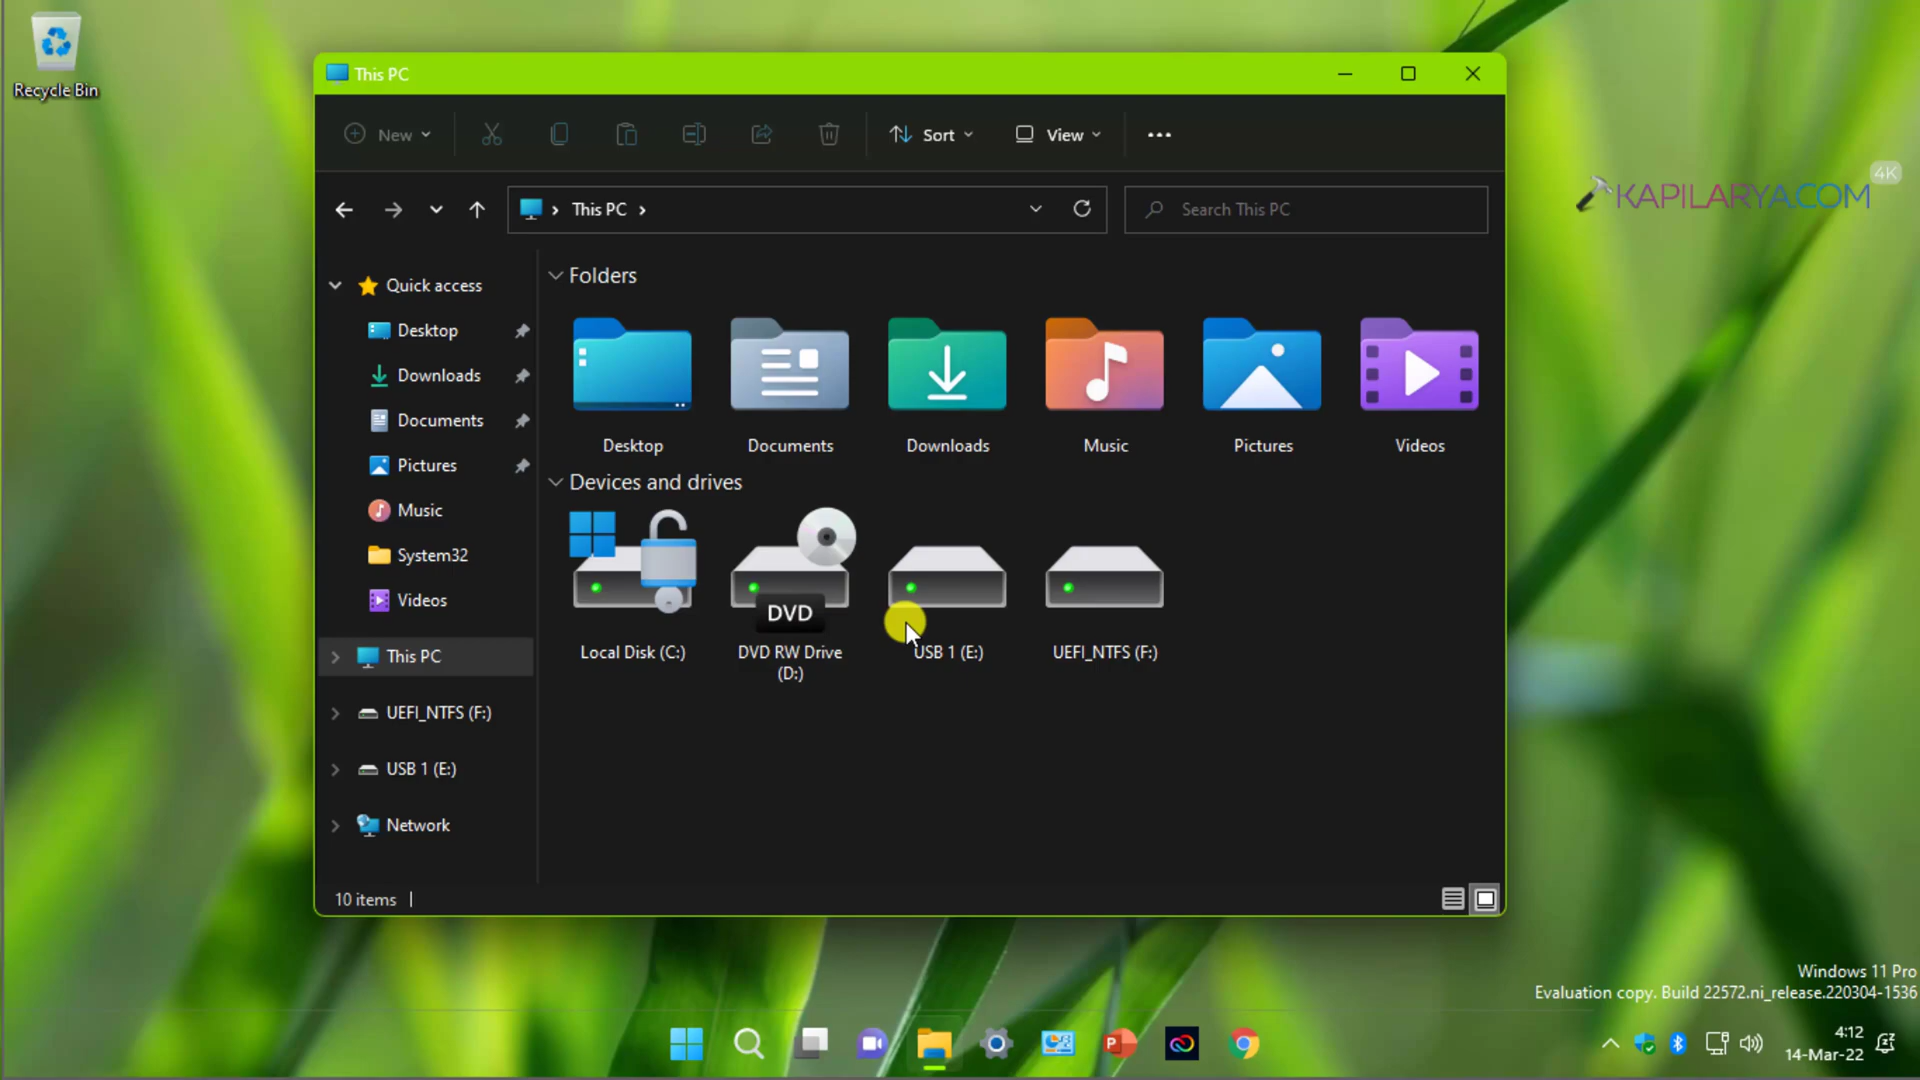 Recycle Bin
This PC
New
Sort
View
This PC
Search This PC
4K
KAPILARYA.COM
Quick access
Desktop
Downloads
Documents
Pictures
Music
System32
Videos
This PC
UEFI_NTFS (F:)
USB 1 (E:)
Network
Folders
Desktop
Documents
Downloads
Music
Pictures
Videos
Devices and drives
DVD
Local Disk (C:)
DVD RW Drive
(D:)
USB 1 (E:)
UEFI_NTFS (F:)
10 items
Windows 11 Pro
Evaluation copy. Build 22572.ni_release.220304-1536
P
4:12
14-Mar-22